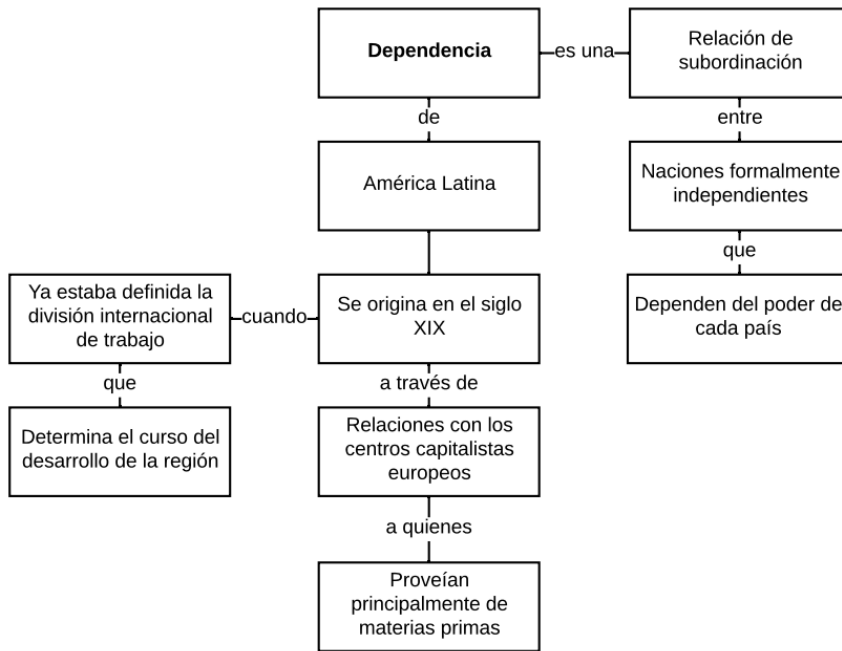 Dependencia
es una
Relación de
subordinación
de
entre
América Latina
Naciones formalmente
independientes
que
Ya estaba definida la
división internacional
de trabajo
cuando
Se origina en el siglo
XIX
Dependen del poder de
cada país
que
a través de
Determina el curso del
desarrollo de la región
Relaciones con los
centros capitalistas
europeos
a quienes
Proveían
principalmente de
materias primas